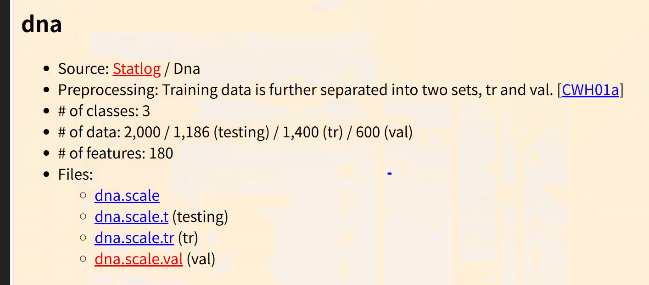 dna
• Source: Statlog / Dna
• Preprocessing: Training data is further separated into two sets, tr and val. [CWH01a]
• # of classes: 3
• # of data: 2,000 / 1,186 (testing) / 1,400 (tr) / 600 (val)
• # of features: 180
• Files:
○ dna.scale
○ dna.scale.t (testing)
○ dna.scale.tr (tr)
○ dna.scale.val (val)